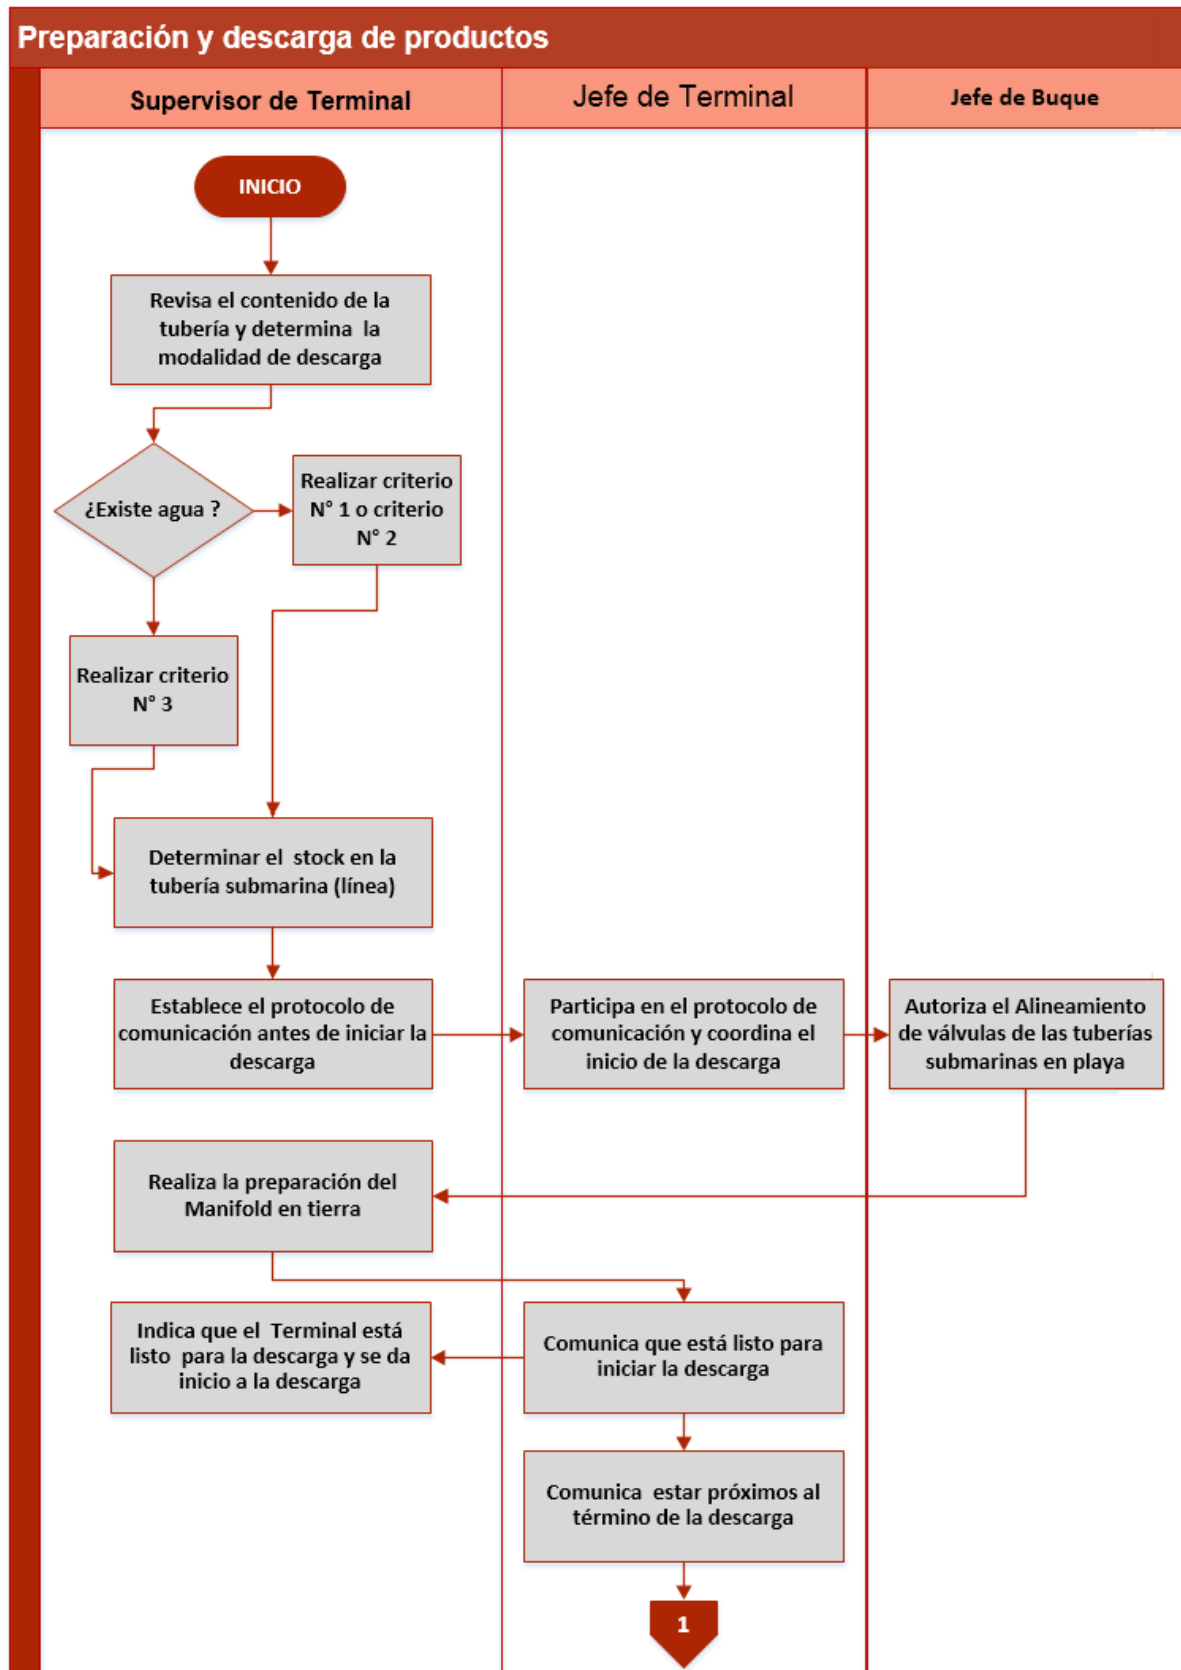 Preparación y descarga de productos
Supervisor de Terminal
Jefe de Terminal
Jefe de Buque
INICIO
Revisa el contenido de la
tubería y determina la
modalidad de descarga
¿Existe agua ?
Realizar criterio
N° 1 o criterio
N° 2
Realizar criterio
N° 3
Determinar el stock en la
tubería submarina (línea)
Establece el protocolo de
comunicación antes de iniciar la
descarga
Participa en el protocolo de
comunicación y coordina el
inicio de la descarga
Autoriza el Alineamiento
de válvulas de las tuberías
submarinas en playa
Realiza la preparación del
Manifold en tierra
Indica que el Terminal está
listo para la descarga y se da
inicio a la descarga
Comunica que está listo para
iniciar la descarga
Comunica estar próximos al
término de la descarga
1